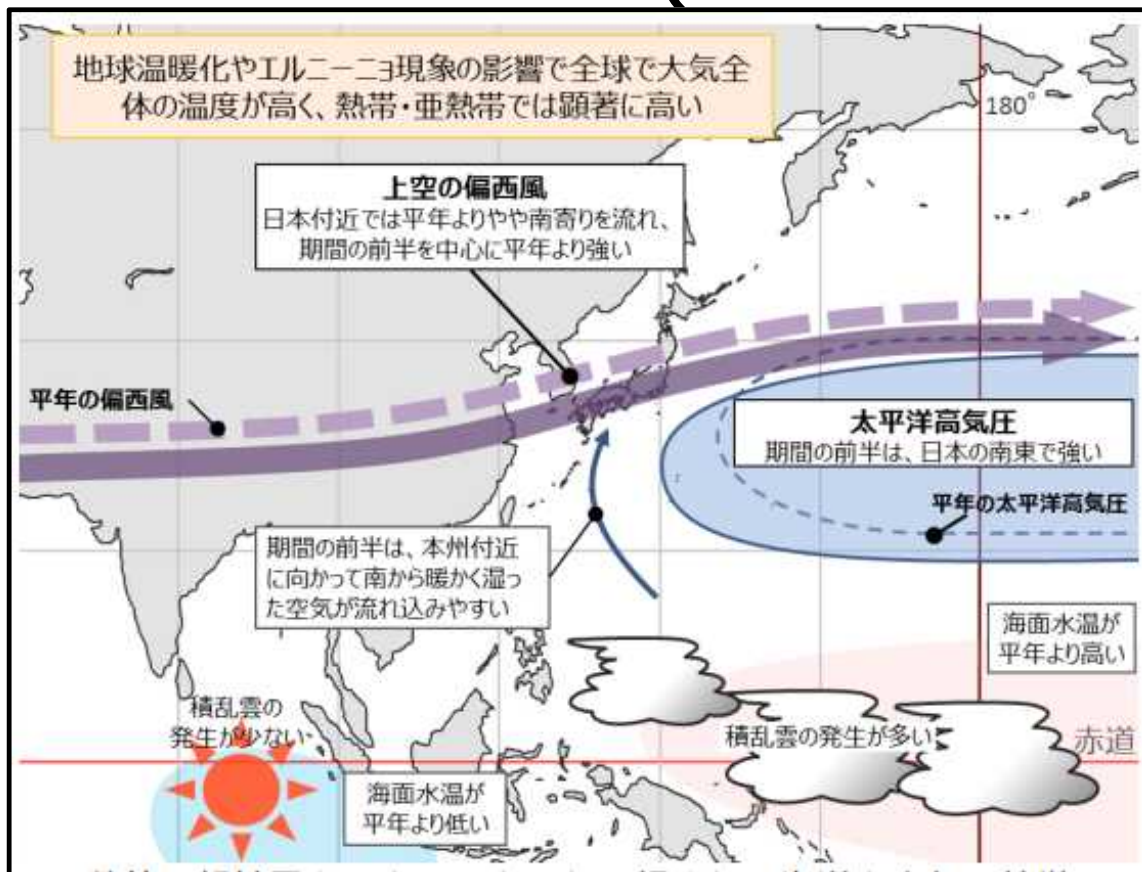 地球温暖化やエルニーニョ現象の影響で全球で大気全
体の温度が高く、熱帯・亜熱帯では顕著に高い
180°
上空の偏西風
日本付近では平年よりやや南寄りを流れ、
期間の前半を中心に平年より強い
平年の偏西風
太平洋高気圧
期間の前半は、日本の南東で強い
平年の太平洋高気圧
期間の前半は、本州付近
に向かって南から暖かく湿っ
た空気が流れ込みやすい
海面水温が
平年より高い
積乱雲の
発生が少ない
積乱雲の発生が多い
赤道
海面水温が
平年より低い